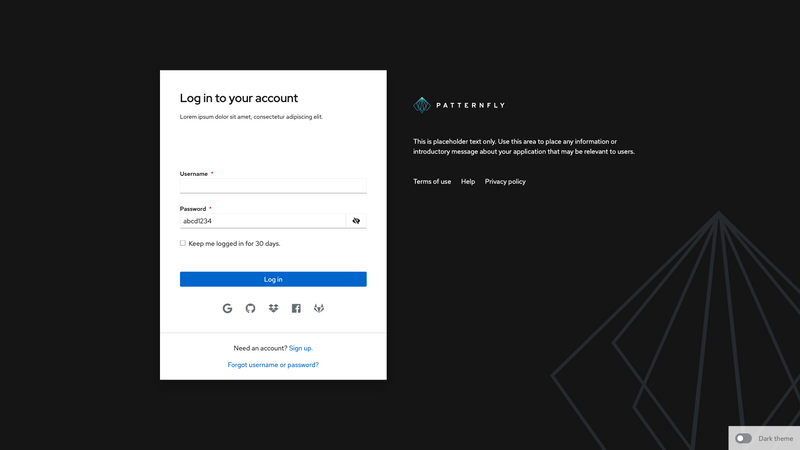 Log in to your account
Lorem ipsum dolor sit amet, consectetur adipiscing elit.
Username *
Password *
abcd1234
Keep me logged in for 30 days.
Log in
Need an account? Sign up.
Forgot username or password?
PATTERNFLY
This is placeholder text only. Use this area to place any information or
introductory message about your application that may be relevant to users.
Terms of use Help Privacy policy
Dark theme